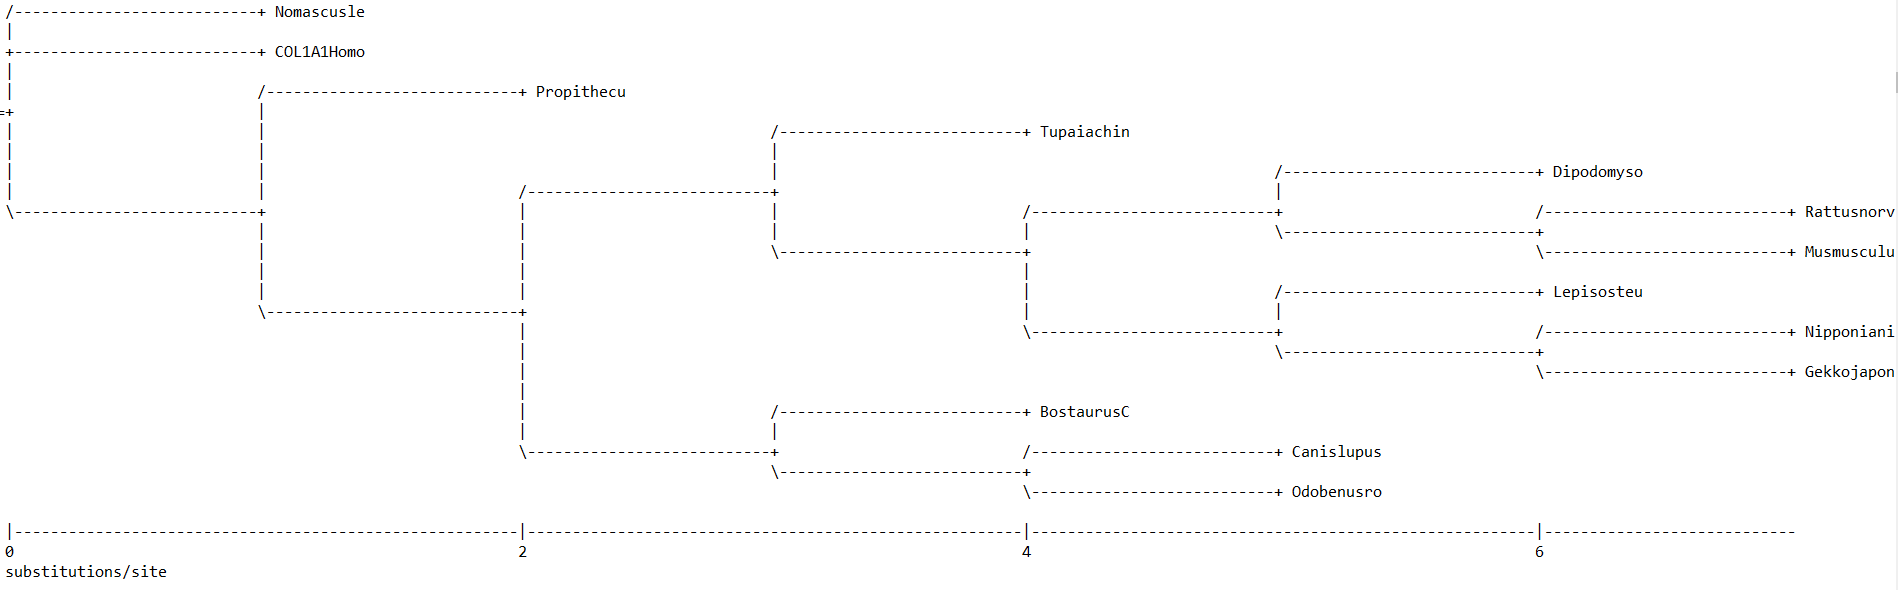 Nomascusle
COL1A1Homo
Propithecu
Tupaiachin
Dipodomyso
Rattusnorv
Musmusculu
Lepisosteu
Nipponiani
Gekkojapon
BostaurusC
Canislupus
Odobenusro
0 2 4 6
substitutions/site